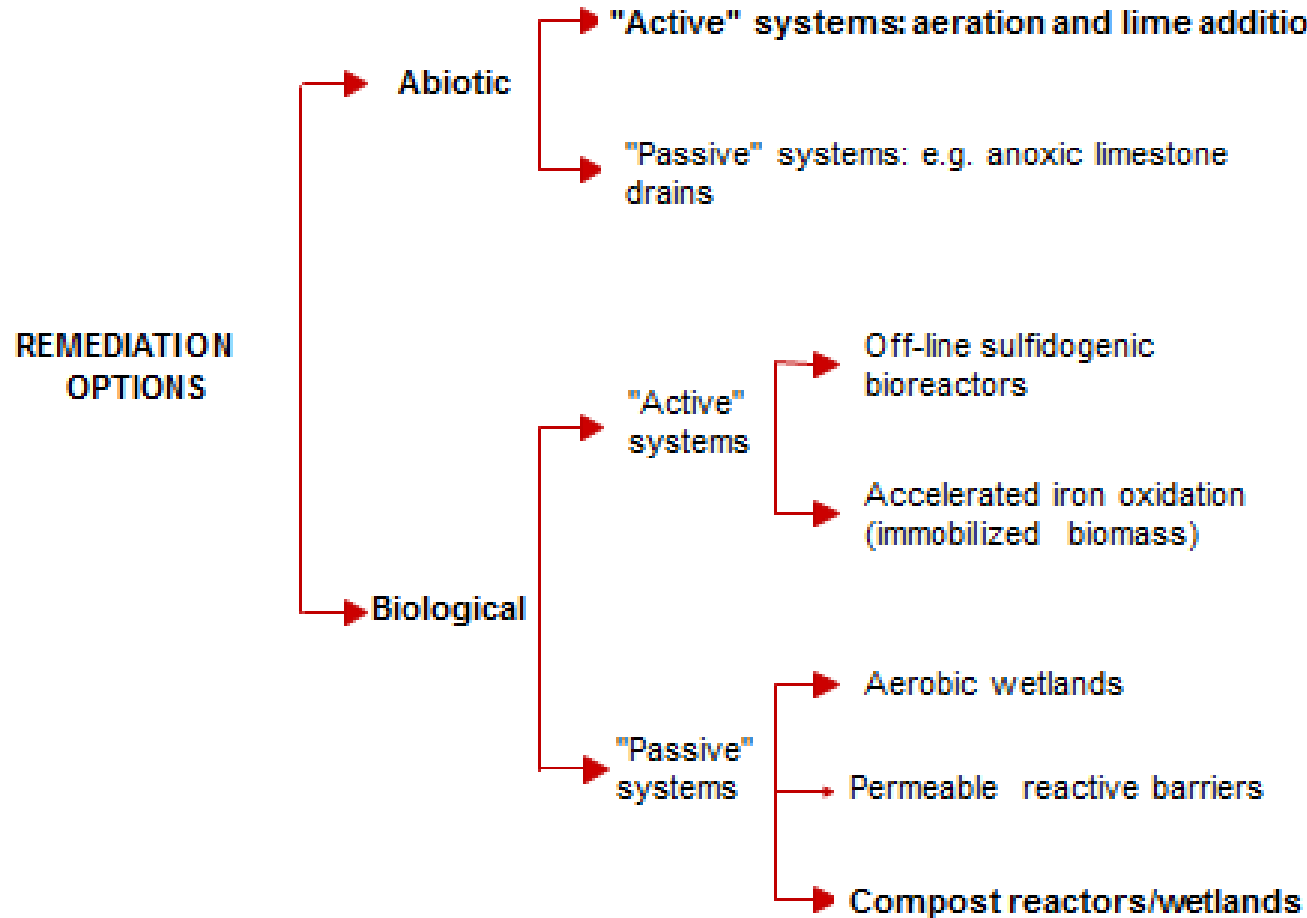 "Active" systems: aeration and lime additio
Abiotic
"Passive" systems: e.g. anoxic limestone
drains
REMEDIATION
OPTIONS
Off-line sulfidogenic
bioreactors
"Active"
systems
Accelerated iron oxidation
(immobilized biomass)
Biological
Aerobic wetlands
"Passive"
systems
Permeable reactive barriers
Compost reactors/wetlands